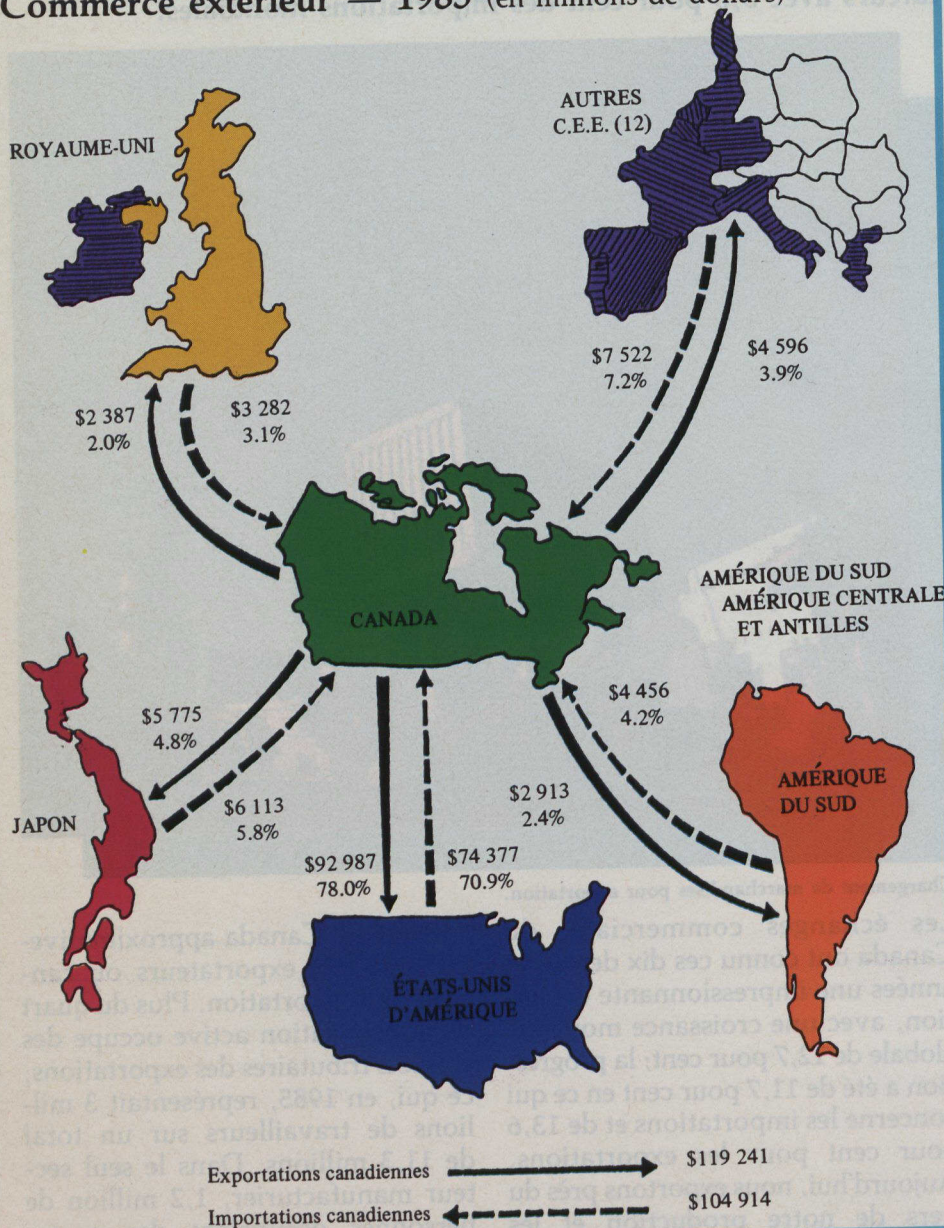 Commerce extérieur — 1985 (en millions de dollars)
ROYAUME-UNI
AUTRES
C.E.E. (12)
$7 522
7.2%
$4 596
3.9%
$2 387
2.0%
$3 282
3.1%
CANADA
AMÉRIQUE DU SUD
AMÉRIQUE CENTRALE
ET ANTILLES
$5 775
4.8%
$4 456
4.2%
JAPON
$6 113
5.8%
$2 913
2.4%
AMÉRIQUE
DU SUD
$92 987
78.0%
$74 377
70.9%
ÉTATS-UNIS
D'AMÉRIQUE
Exportations canadiennes $119 241
Importations canadiennes $104 914